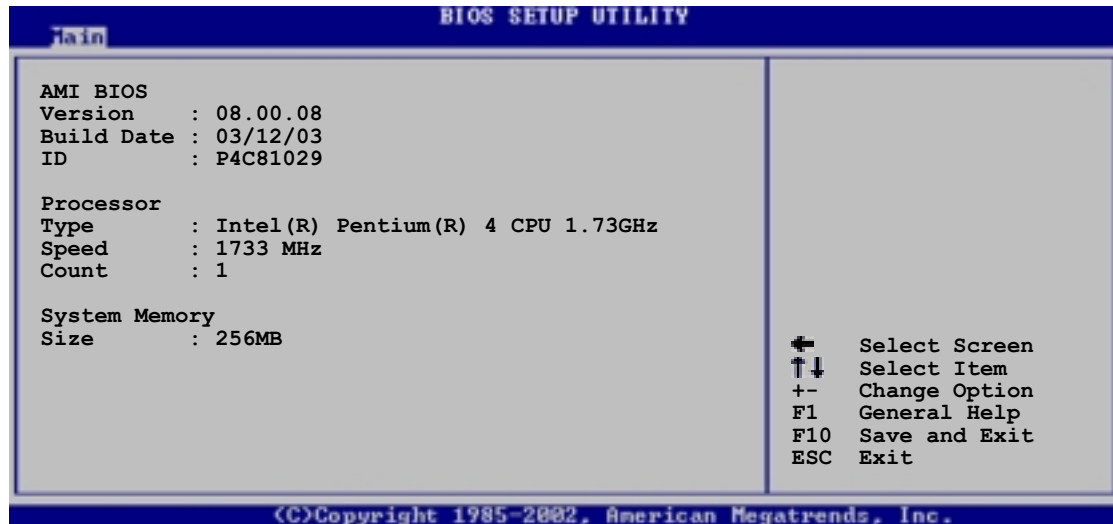 BIOS SETUP UTILITY
Main
AMI BIOS
Version : 08.00.08
Build Date : 03/12/03
ID : P4C81029
Processor
Type : Intel(R) Pentium(R) 4 CPU 1.73GHz
Speed : 1733 MHz
Count : 1
System Memory
Size : 256MB
← Select Screen
↑↓ Select Item
+- Change Option
F1 General Help
F10 Save and Exit
ESC Exit
(C)Copyright 1985-2002, American Megatrends, Inc.